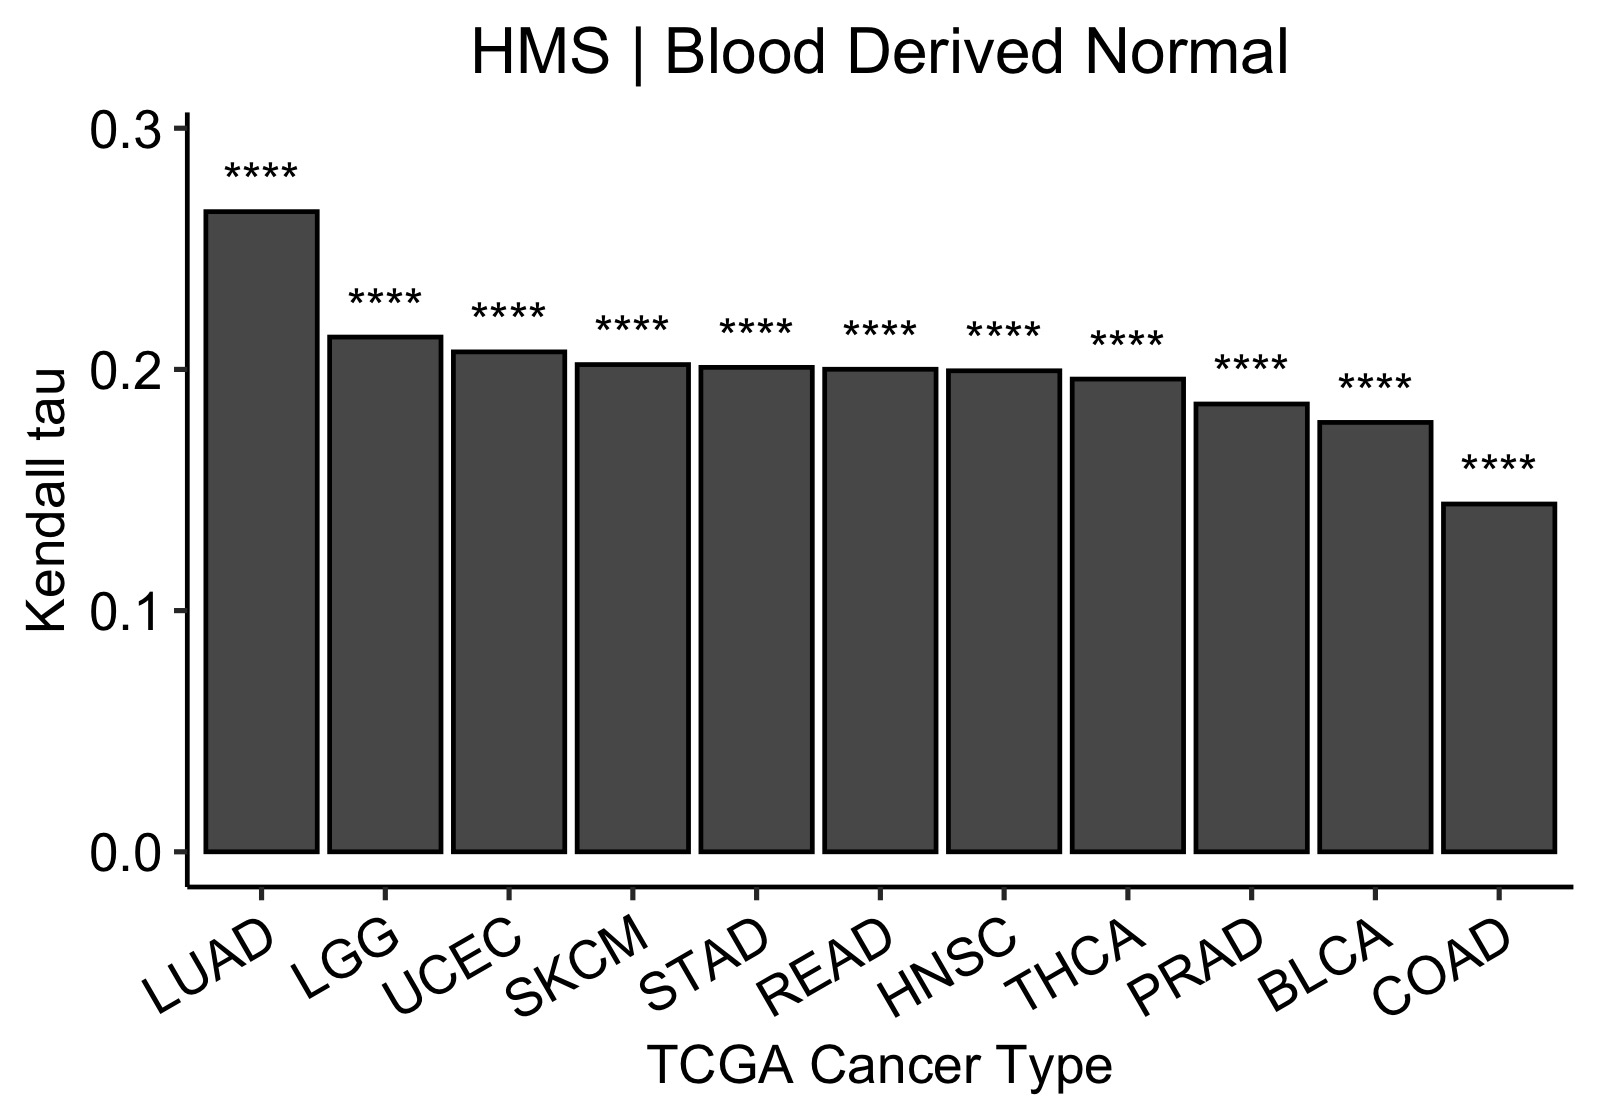 HMS | Blood Derived Normal
Kendall tau
0.3
0.2
0.1
0.0
****
****
****
****
****
****
****
****
****
****
****
LUAD
LGG
UCEC
SKCM
STAD
READ
HNSC
THCA
PRAD
BLCA
COAD
TCGA Cancer Type